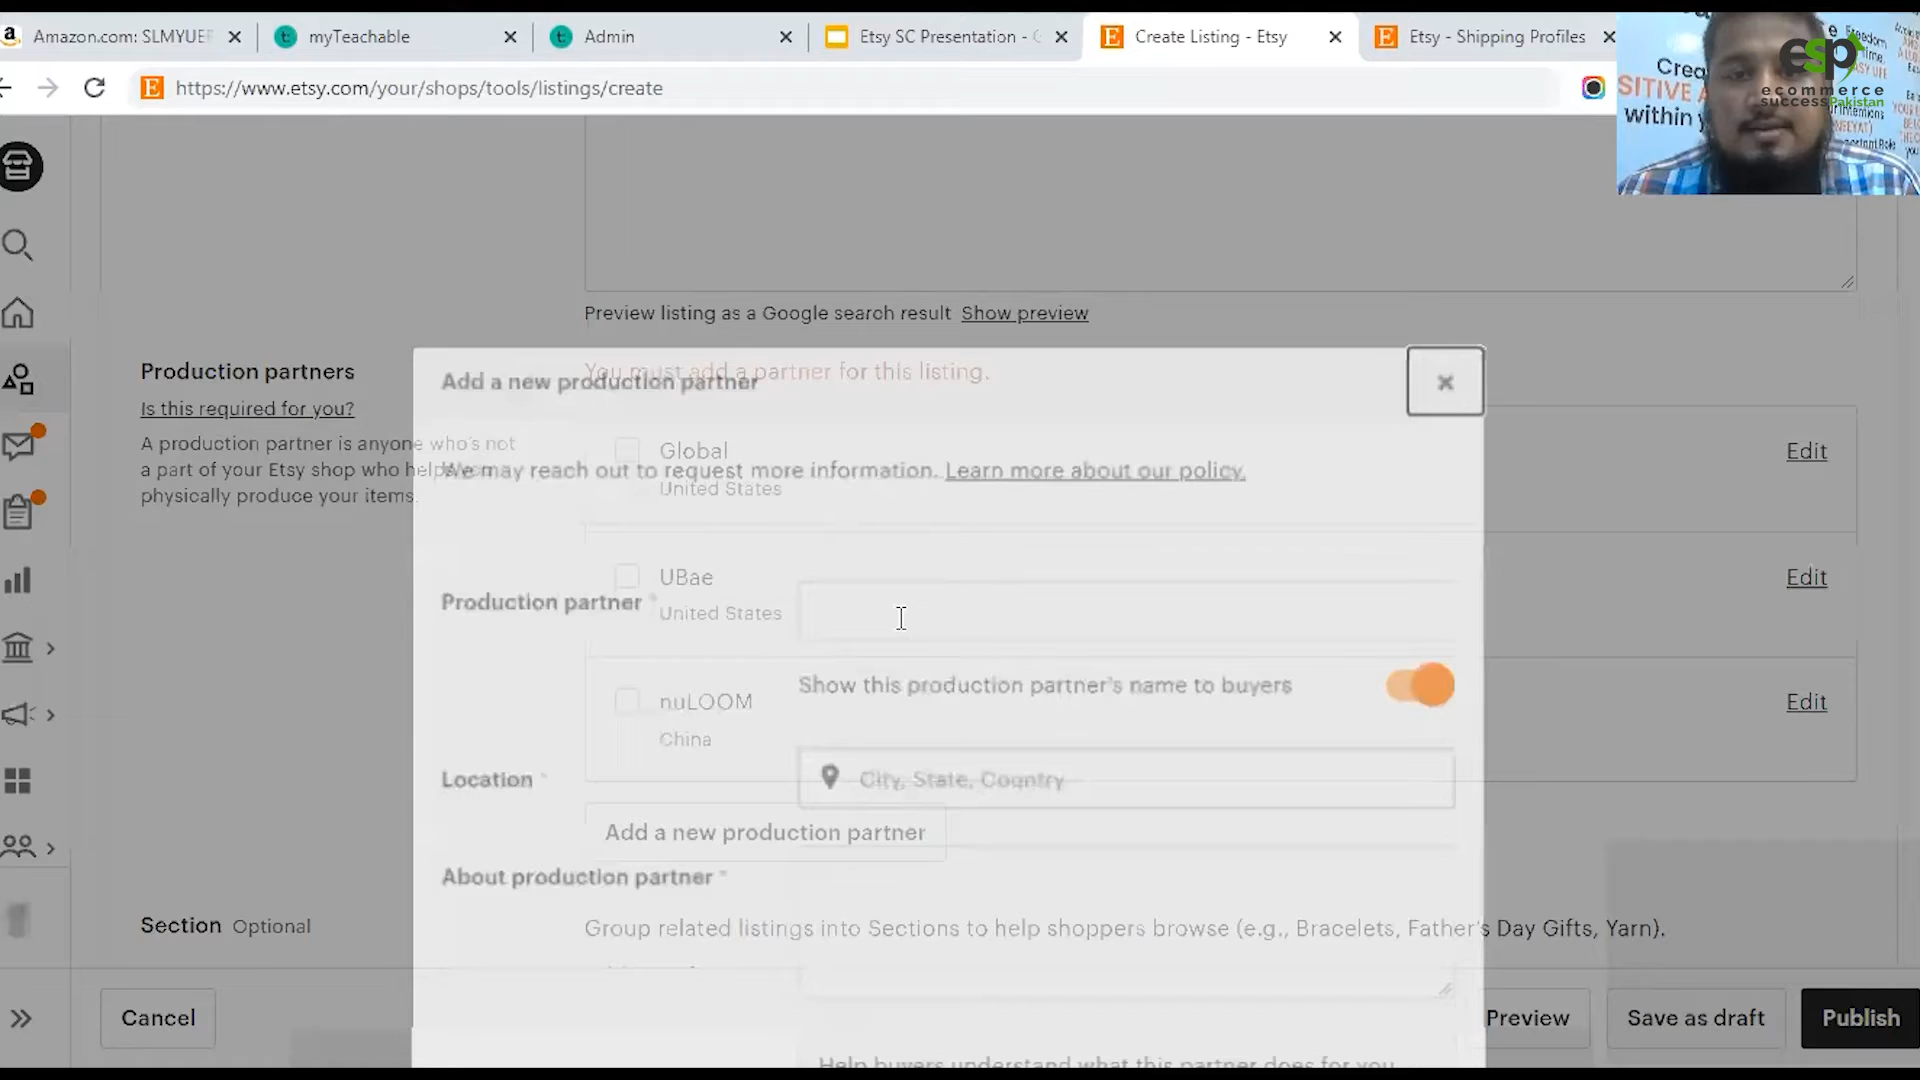 Amazon.com: SLMYUE
myTeachable
Admin
Etsy SC Presentation -
Create Listing - Etsy
Etsy - Shipping Profiles
https://www.etsy.com/your/shops/tools/listings/create
Crea
SITIVE A
within y
Freedom
esp
ecommerce
successPakistan
Preview listing as a Google search result Show preview
Production partners
Is this required for you?
A production partner is anyone who's not
a part of your Etsy shop who helps
physically produce your items.
You must add a partner for this listing.
Add a new production partner
Global
United States
Edit
We may reach out to request more information. Learn more about our policy.
UBae
United States
Edit
Production partner *
Show this production partner's name to buyers
nuLOOM
China
Edit
Location *
City, State, Country
Add a new production partner
About production partner *
Section Optional
Group related listings into Sections to help shoppers browse (e.g., Bracelets, Father's Day Gifts, Yarn).
Cancel
Preview
Save as draft
Publish
Help buyers understand what this partner does for you